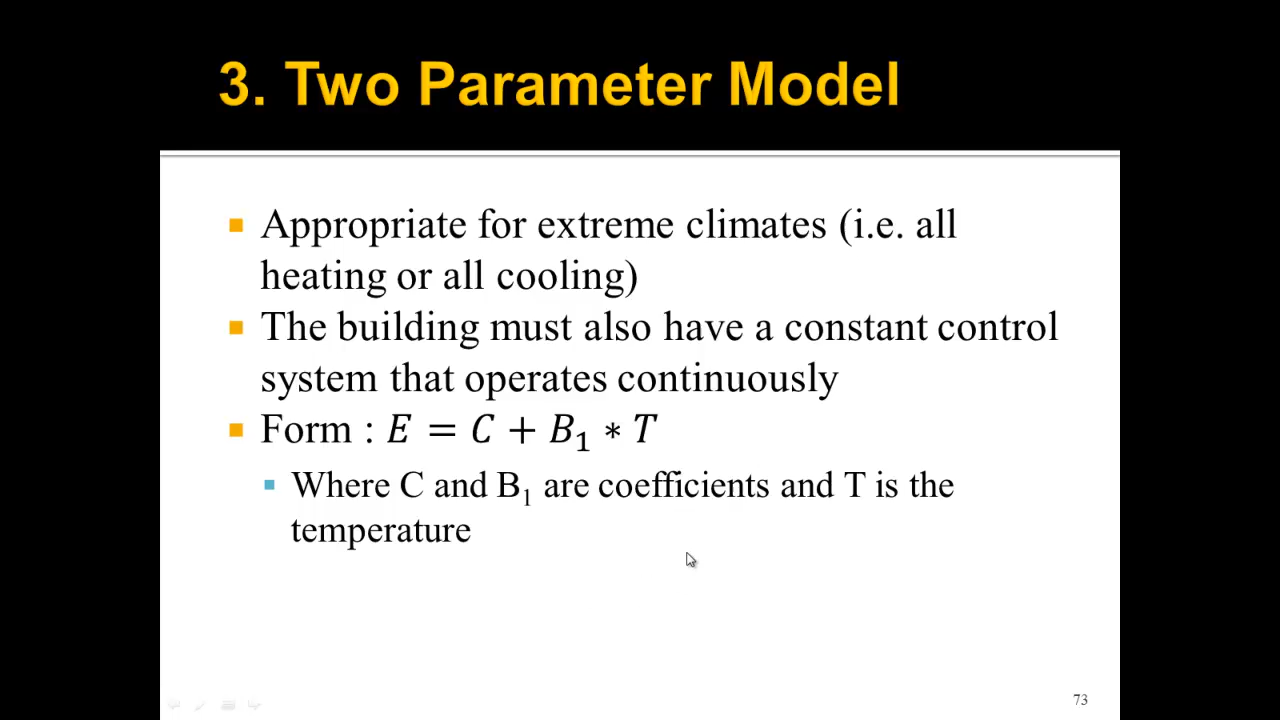 3. Two Parameter Model
Appropriate for extreme climates (i.e. all
heating or all cooling)
The building must also have a constant control
system that operates continuously
Form : E = C + B₁ * T
Where C and B₁ are coefficients and T is the
temperature
73